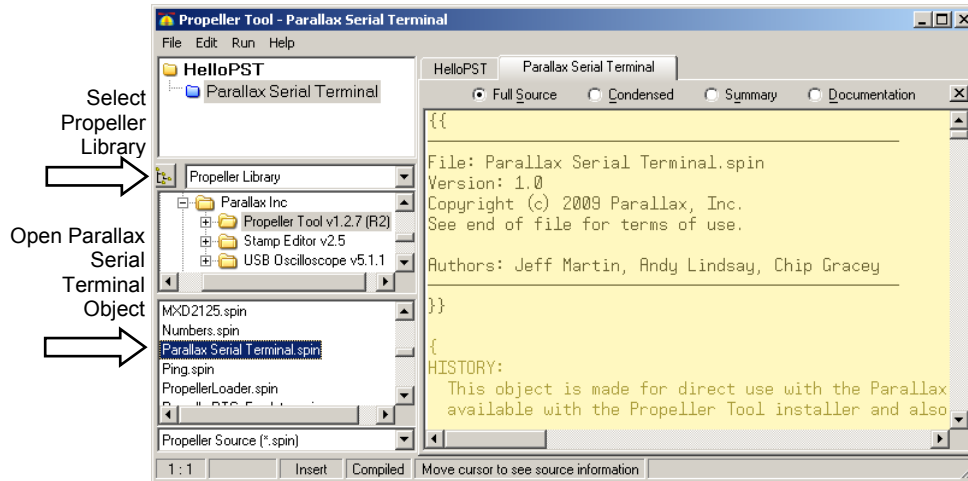 Propeller Tool - Parallax Serial Terminal
File Edit Run Help
HelloPST
Parallax Serial Terminal
Select
Propeller
Library
Propeller Library
Parallax Inc
Propeller Tool v1.2.7 (R2)
Stamp Editor v2.5
USB Oscilloscope v5.1.1
Open Parallax
Serial
Terminal
Object
MXD2125.spin
Numbers.spin
Parallax Serial Terminal.spin
Ping.spin
PropellerLoader.spin
Propeller Source (*.spin)
HelloPST Parallax Serial Terminal
Full Source Condensed Summary Documentation
{{
File: Parallax Serial Terminal.spin
Version: 1.0
Copyright (c) 2009 Parallax, Inc.
See end of file for terms of use.
Authors: Jeff Martin, Andy Lindsay, Chip Gracey
}}
{
HISTORY:
This object is made for direct use with the Parallax
available with the Propeller Tool installer and also
1 : 1 Insert Compiled Move cursor to see source information